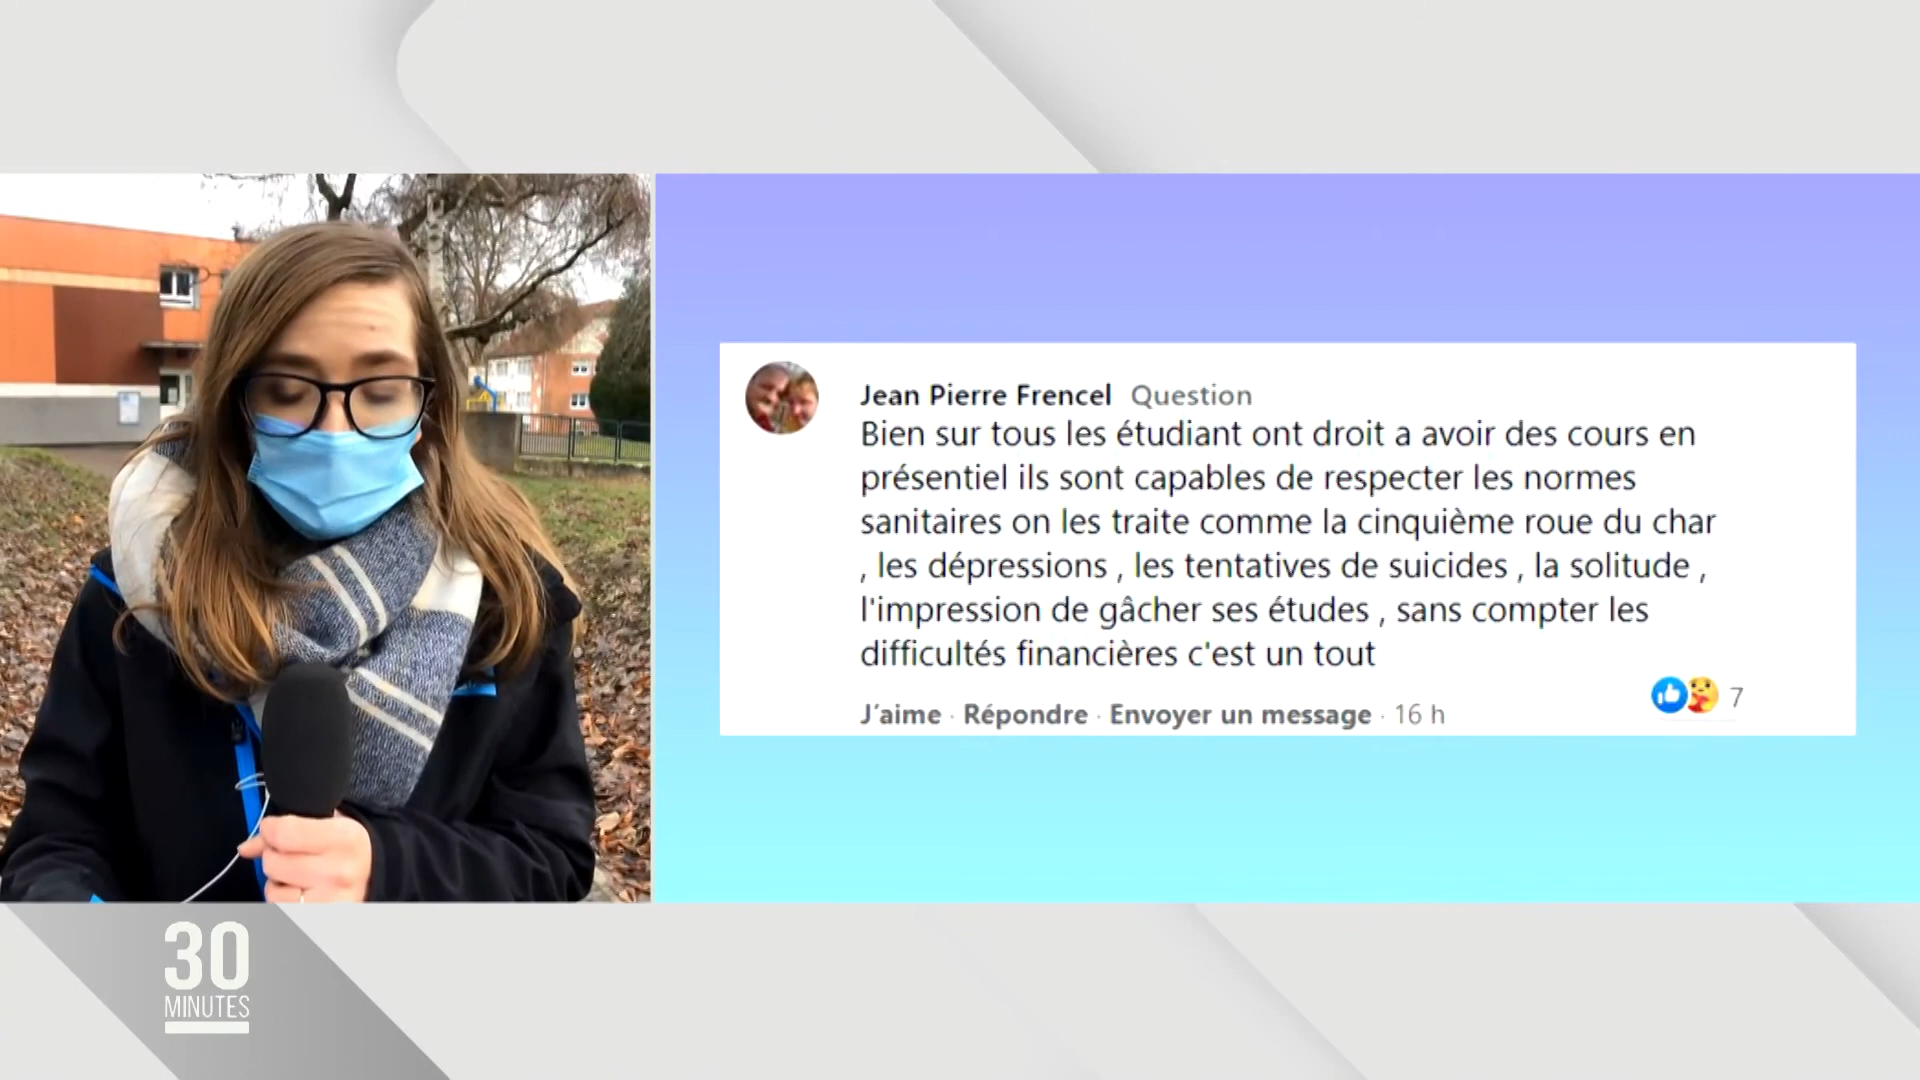 Jean Pierre Frencel Question
Bien sur tous les étudiant ont droit a avoir des cours en
présentiel ils sont capables de respecter les normes
sanitaires on les traite comme la cinquième roue du char
, les dépressions , les tentatives de suicides , la solitude ,
l'impression de gâcher ses études , sans compter les
difficultés financières c'est un tout
J'aime · Répondre · Envoyer un message · 16 h
7
30
MINUTES